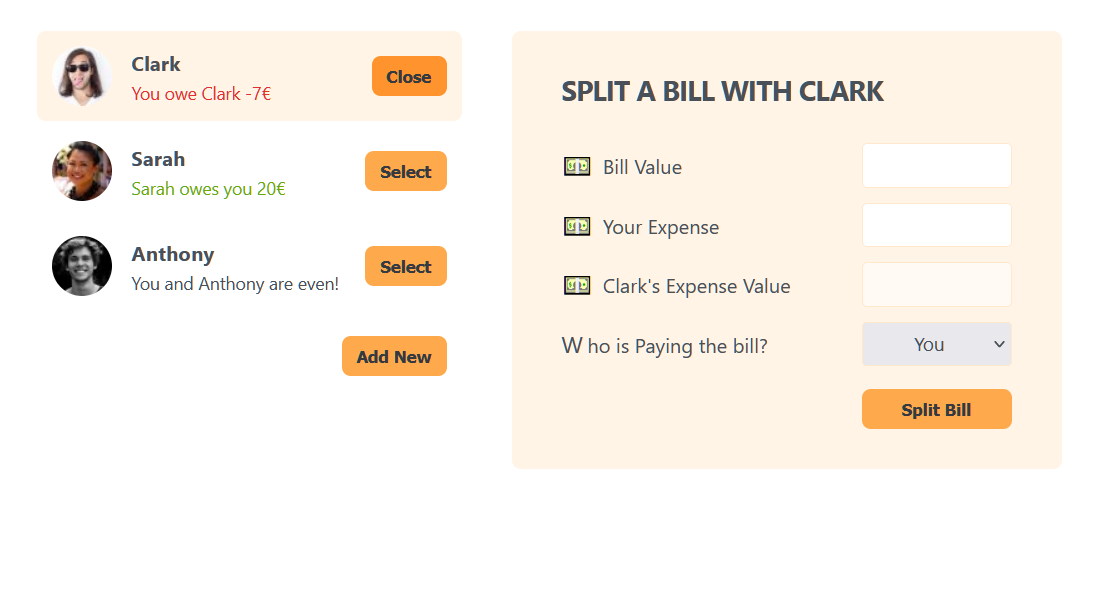 Clark
You owe Clark -7€
Close
Sarah
Sarah owes you 20€
Select
Anthony
You and Anthony are even!
Select
Add New
SPLIT A BILL WITH CLARK
Bill Value
Your Expense
Clark's Expense Value
W ho is Paying the bill?
You
Split Bill